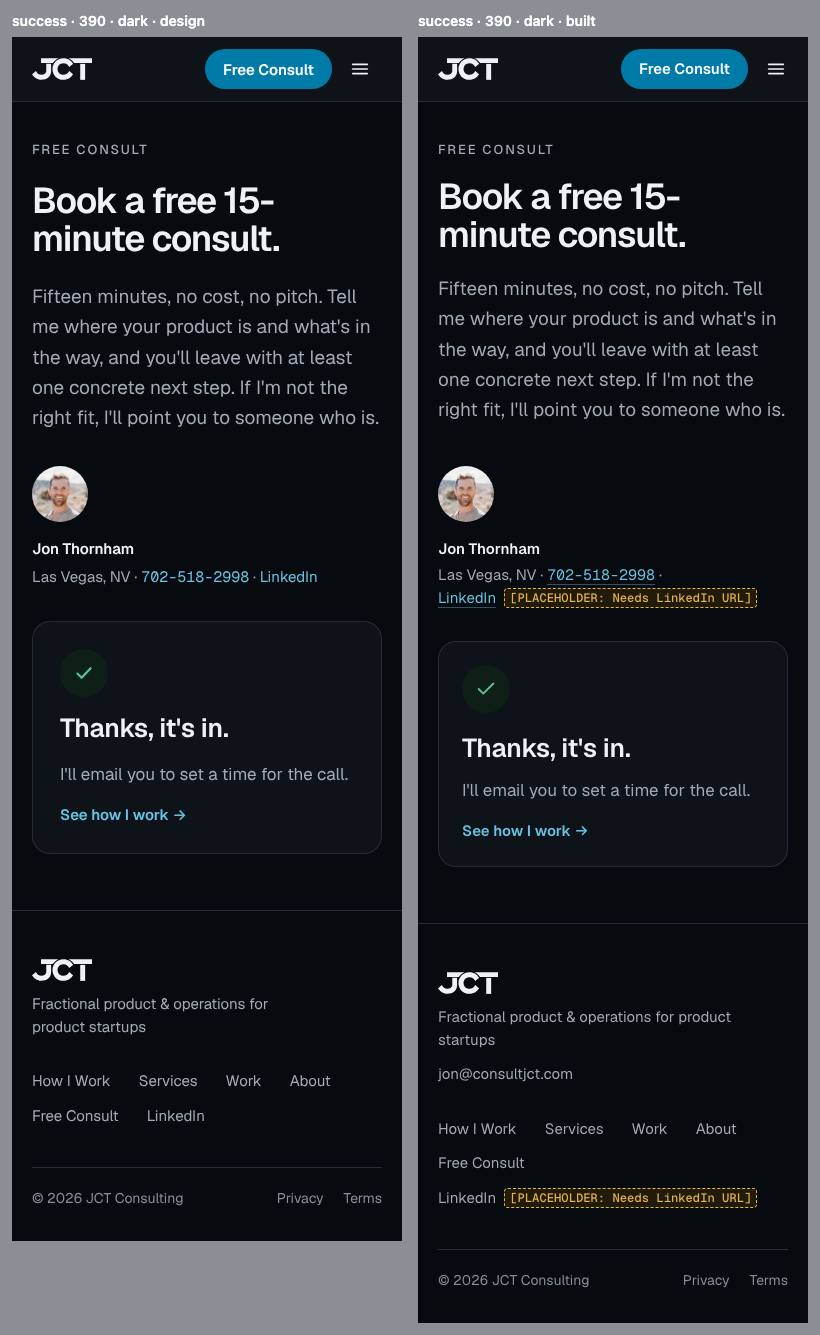 success · 390 · dark · design
JCT
Free Consult
FREE CONSULT
Book a free 15-
minute consult.
Fifteen minutes, no cost, no pitch. Tell
me where your product is and what's in
the way, and you'll leave with at least
one concrete next step. If I'm not the
right fit, I'll point you to someone who is.
Jon Thornham
Las Vegas, NV · 702-518-2998 · LinkedIn
Thanks, it's in.
I'll email you to set a time for the call.
See how I work →
JCT
Fractional product & operations for
product startups
How I Work Services Work About
Free Consult LinkedIn
© 2026 JCT Consulting Privacy Terms
success · 390 · dark · built
JCT
Free Consult
FREE CONSULT
Book a free 15-
minute consult.
Fifteen minutes, no cost, no pitch. Tell
me where your product is and what's in
the way, and you'll leave with at least
one concrete next step. If I'm not the
right fit, I'll point you to someone who is.
Jon Thornham
Las Vegas, NV · 702-518-2998 ·
LinkedIn [PLACEHOLDER: Needs LinkedIn URL]
Thanks, it's in.
I'll email you to set a time for the call.
See how I work →
JCT
Fractional product & operations for product
startups
jon@consultjct.com
How I Work Services Work About
Free Consult
LinkedIn [PLACEHOLDER: Needs LinkedIn URL]
© 2026 JCT Consulting Privacy Terms